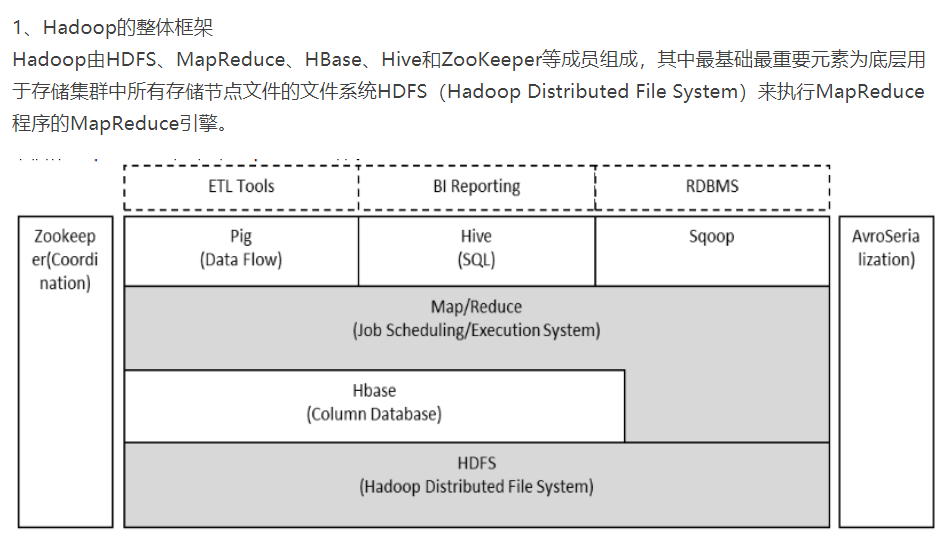 1、Hadoop的整体框架
Hadoop由HDFS、MapReduce、HBase、Hive和ZooKeeper等成员组成，其中最基础最重要元素为底层用
于存储集群中所有存储节点文件的文件系统HDFS（Hadoop Distributed File System）来执行MapReduce
程序的MapReduce引擎。
ETL Tools
BI Reporting
RDBMS
Zookeep
er(Coordi
nation)
Pig
(Data Flow)
Hive
(SQL)
Sqoop
AvroSeria
lization)
Map/Reduce
(Job Scheduling/Execution System)
Hbase
(Column Database)
HDFS
(Hadoop Distributed File System)